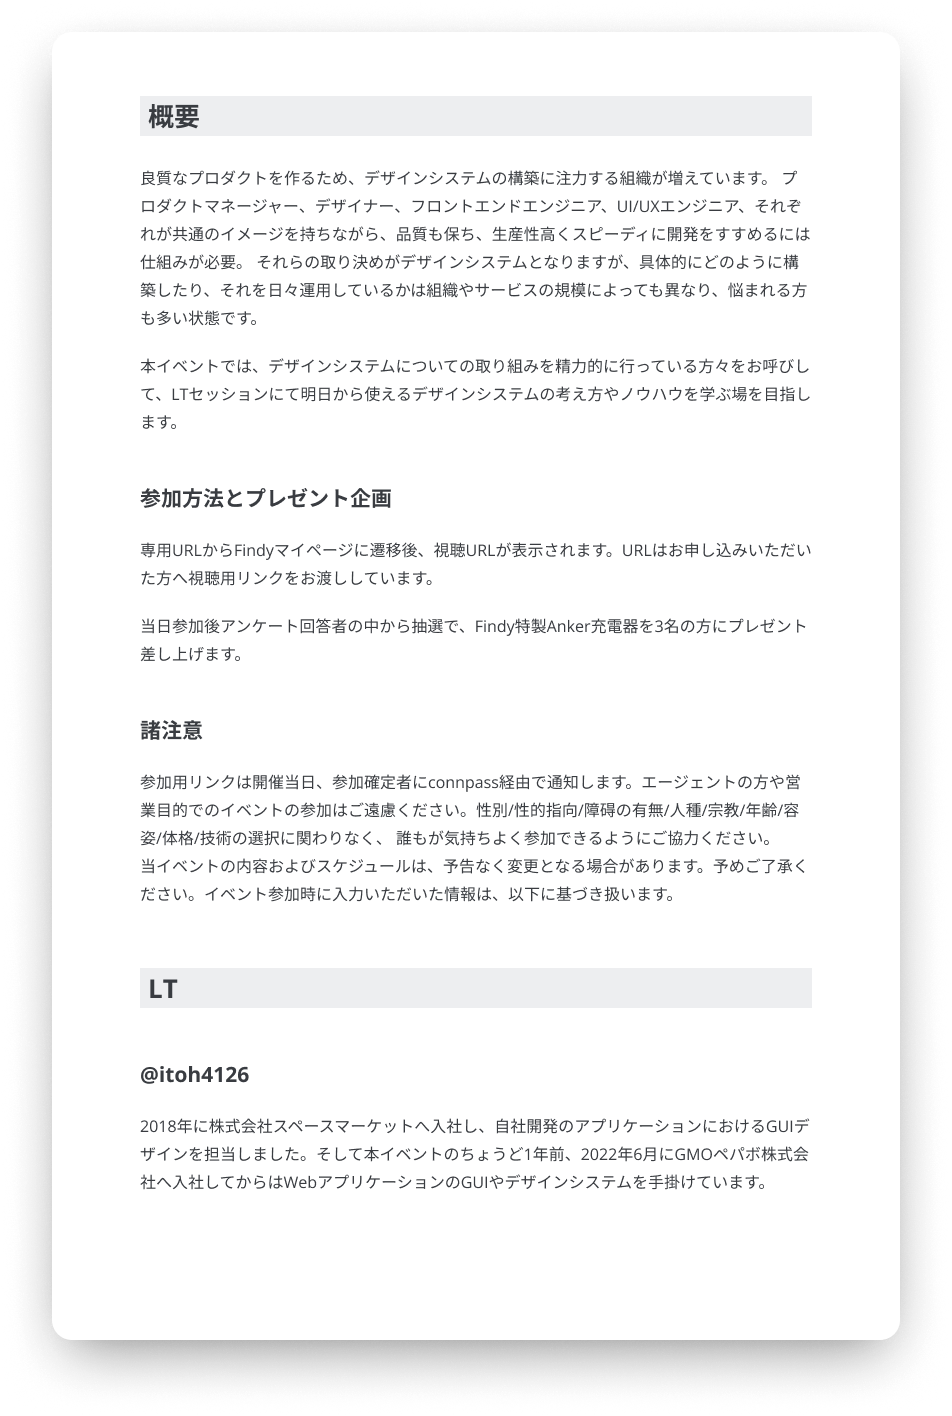 概要
良質なプロダクトを作るため、デザインシステムの構築に注力する組織が増えています。 プ
ロダクトマネージャー、デザイナー、フロントエンドエンジニア、UI/UXエンジニア、それぞ
れが共通のイメージを持ちながら、品質も保ち、生産性高くスピーディに開発をすすめるには
仕組みが必要。 それらの取り決めがデザインシステムとなりますが、具体的にどのように構
築したり、それを日々運用しているかは組織やサービスの規模によっても異なり、悩まれる方
も多い状態です。
本イベントでは、デザインシステムについての取り組みを精力的に行っている方々をお呼びし
て、LTセッションにて明日から使えるデザインシステムの考え方やノウハウを学ぶ場を目指し
ます。
参加方法とプレゼント企画
専用URLからFindyマイページに遷移後、視聴URLが表示されます。URLはお申し込みいただい
た方へ視聴用リンクをお渡ししています。
当日参加後アンケート回答者の中から抽選で、Findy特製Anker充電器を3名の方にプレゼント
差し上げます。
諸注意
参加用リンクは開催当日、参加確定者にconnpass経由で通知します。エージェントの方や営
業目的でのイベントの参加はご遠慮ください。性別/性的指向/障碍の有無/人種/宗教/年齢/容
姿/体格/技術の選択に関わりなく、 誰もが気持ちよく参加できるようにご協力ください。
当イベントの内容およびスケジュールは、予告なく変更となる場合があります。予めご了承く
ださい。イベント参加時に入力いただいた情報は、以下に基づき扱います。
LT
@itoh4126
2018年に株式会社スペースマーケットへ入社し、自社開発のアプリケーションにおけるGUIデ
ザインを担当しました。そして本イベントのちょうど1年前、2022年6月にGMOペパボ株式会
社へ入社してからはWebアプリケーションのGUIやデザインシステムを手掛けています。